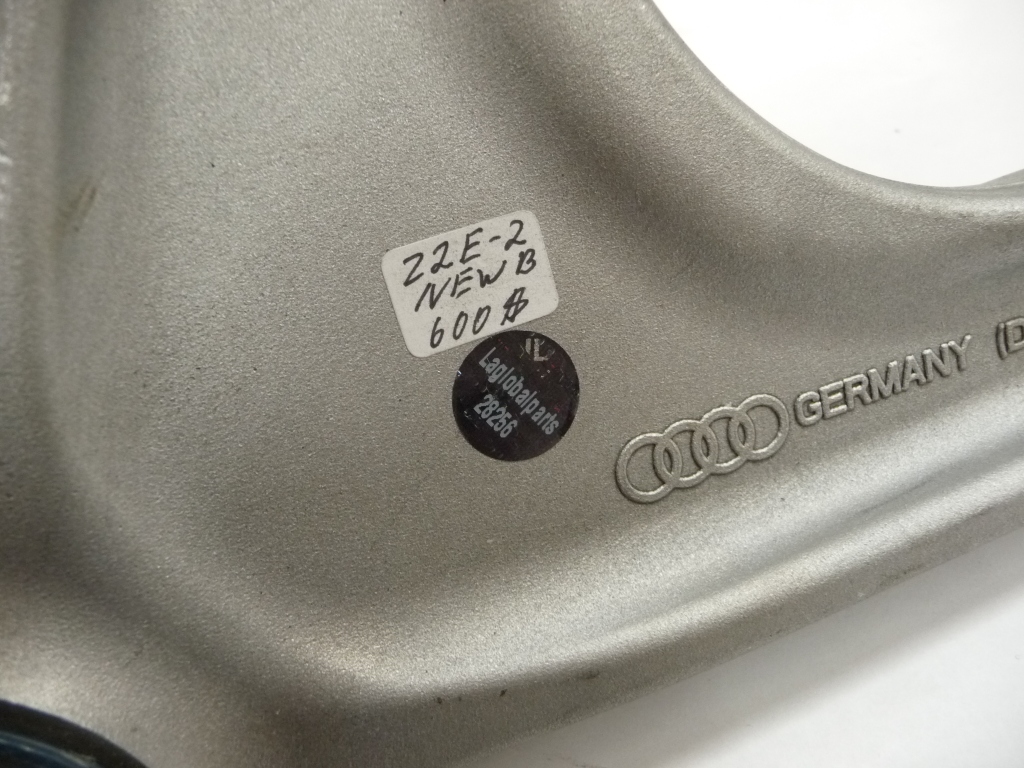 22E-2
NEW B
600$
Laglobalparts
28256
GERMANY (D